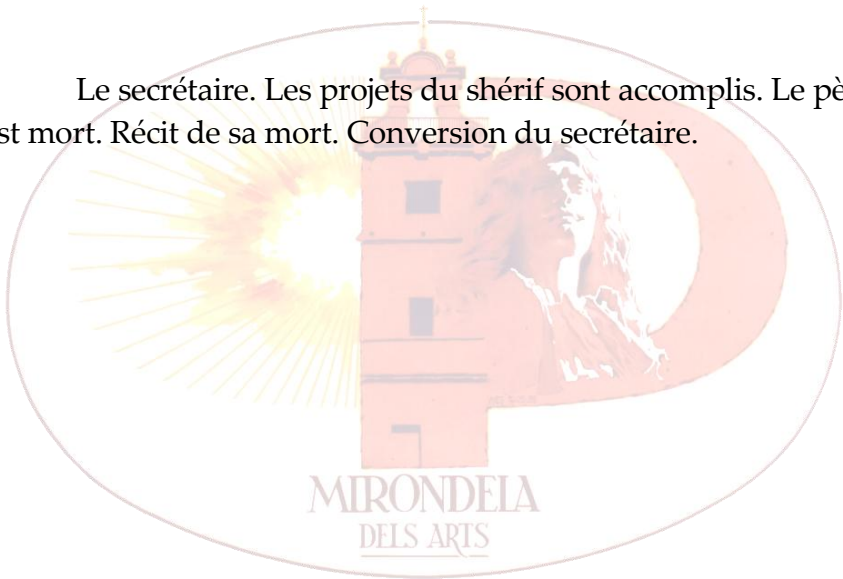 Le secrétaire. Les projets du shérif sont accomplis. Le pè
st mort. Récit de sa mort. Conversion du secrétaire.
MIRONDELA
DELS ARTS